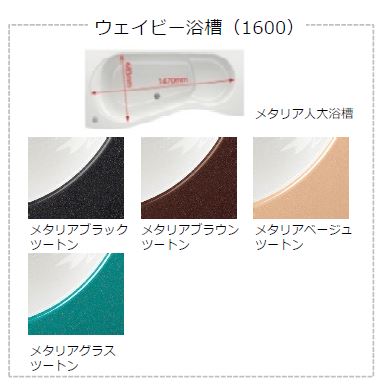 ウェイビー浴槽（1600）
1470mm
メタリア人大浴槽
メタリアブラック
ツートン
メタリアブラウン
ツートン
メタリアベージュ
ツートン
メタリアグラス
ツートン